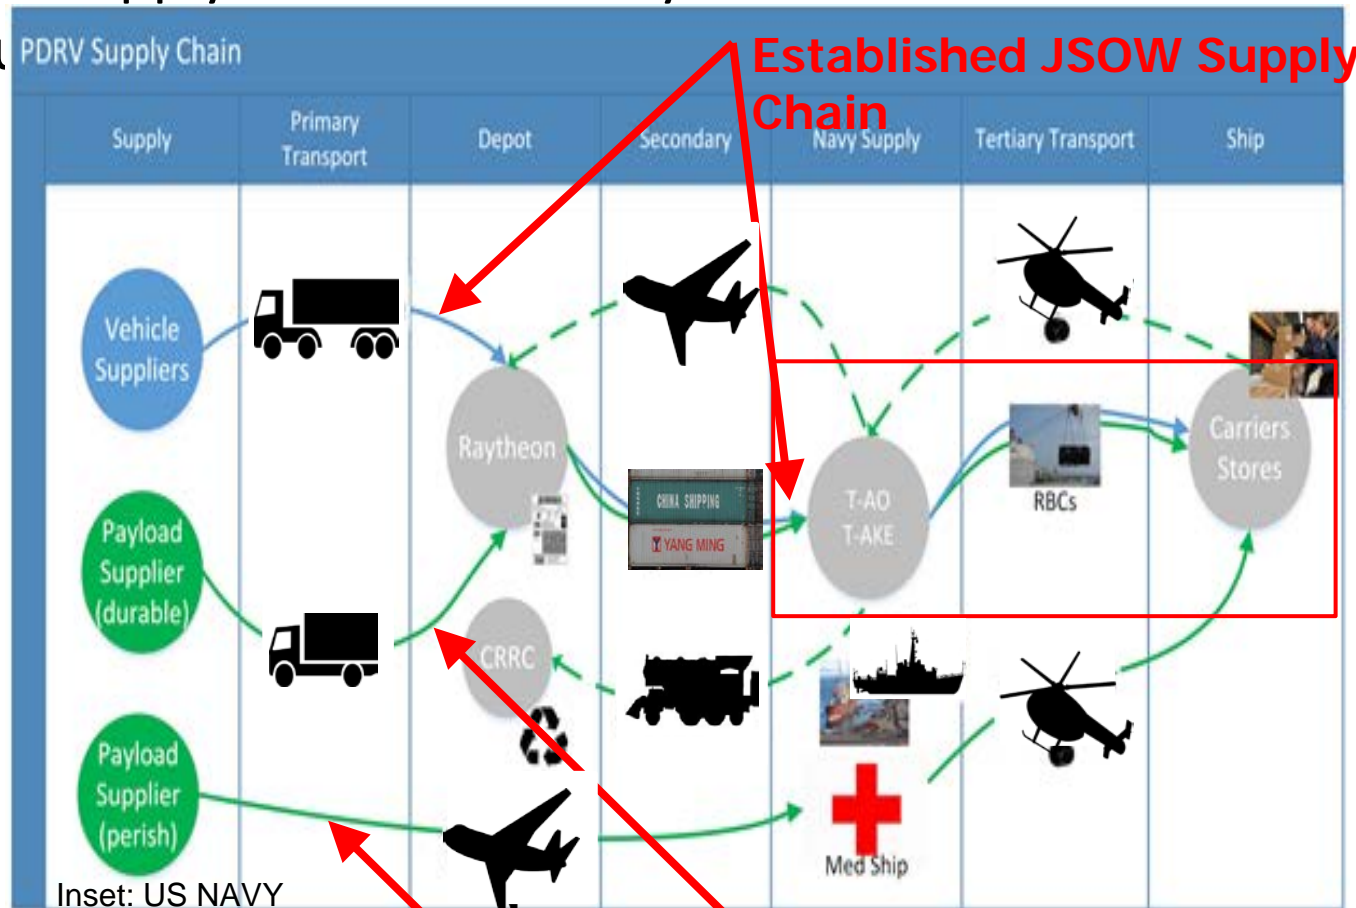 PDRV Supply Chain
Established JSOW Supply
Chain
Supply
Primary
Transport
Depot
Secondary
Navy Supply
Tertiary Transport
Ship
Vehicle
Suppliers
Raytheon
CHINA SHIPPING
YANG MING
T-AO
T-AKE
RBCs
Carriers
Stores
Payload
Supplier
(durable)
CRRC
Payload
Supplier
(perish)
Med Ship
Inset: US NAVY